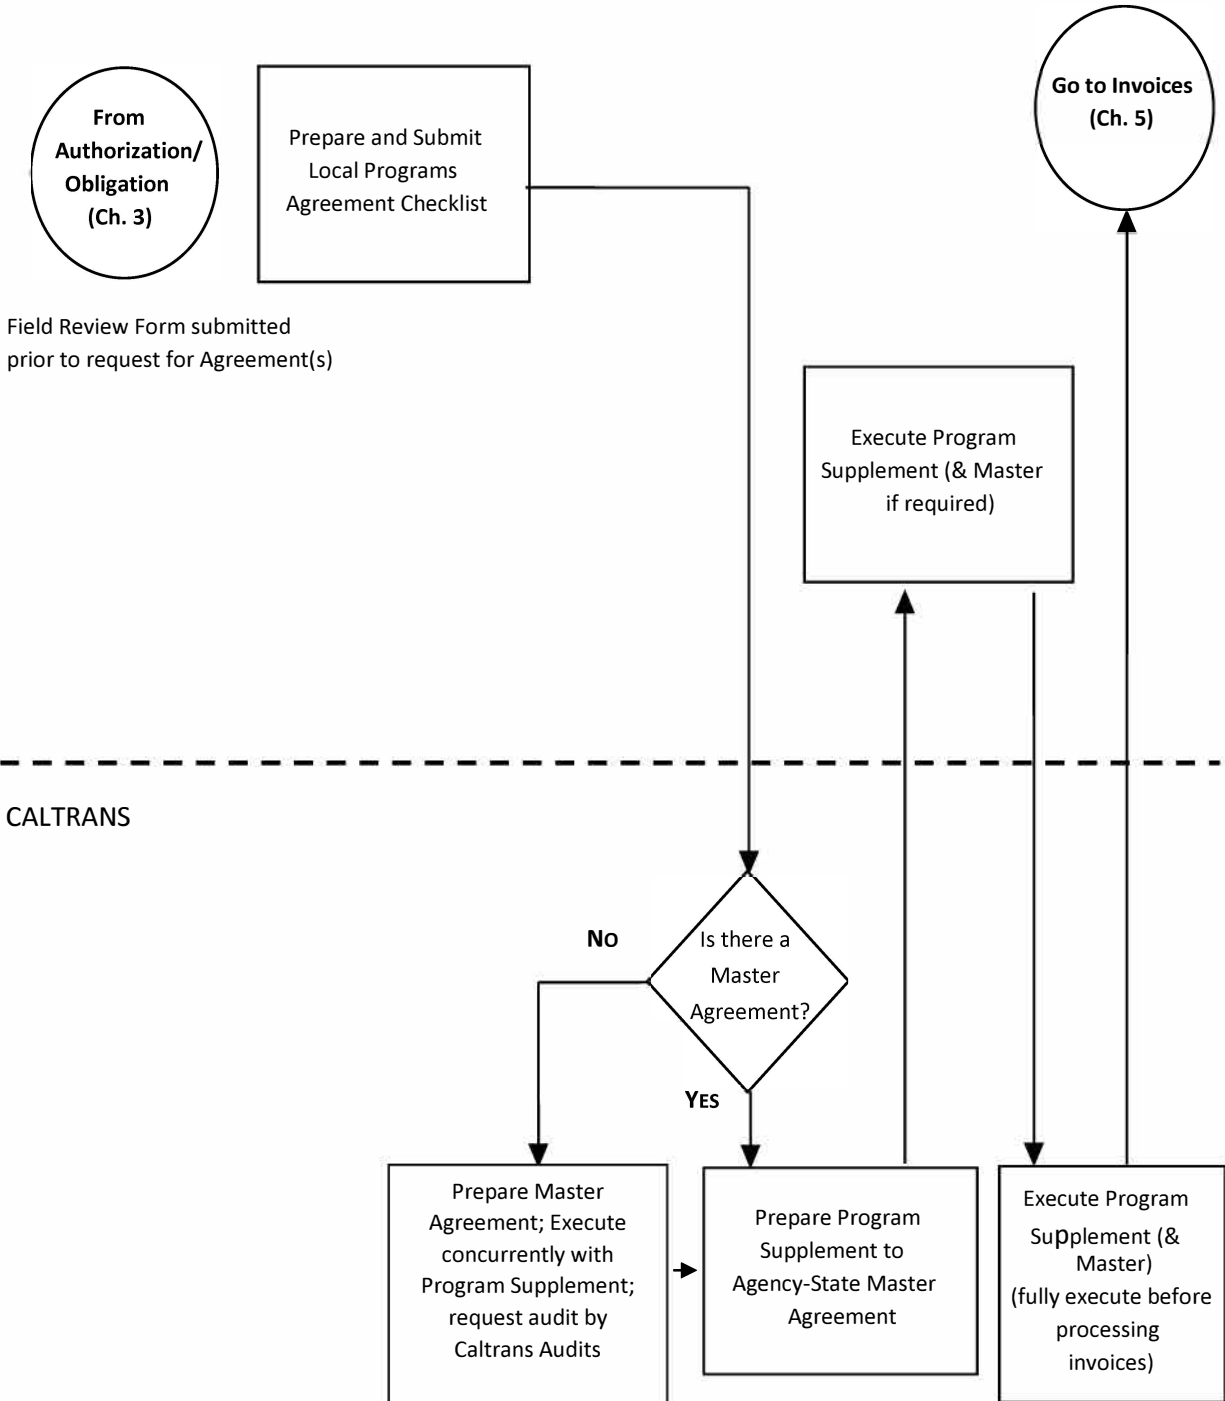 From
Authorization/
Obligation
(Ch. 3)
Prepare and Submit
Local Programs
Agreement Checklist
Go to Invoices
(Ch. 5)
Field Review Form submitted
prior to request for Agreement(s)
Execute Program
Supplement (& Master
if required)
CALTRANS
NO
Is there a
Master
Agreement?
YES
Prepare Master
Agreement; Execute
concurrently with
Program Supplement;
request audit by
Caltrans Audits
Prepare Program
Supplement to
Agency-State Master
Agreement
Execute Program
Supplement (&
Master)
(fully execute before
processing
invoices)